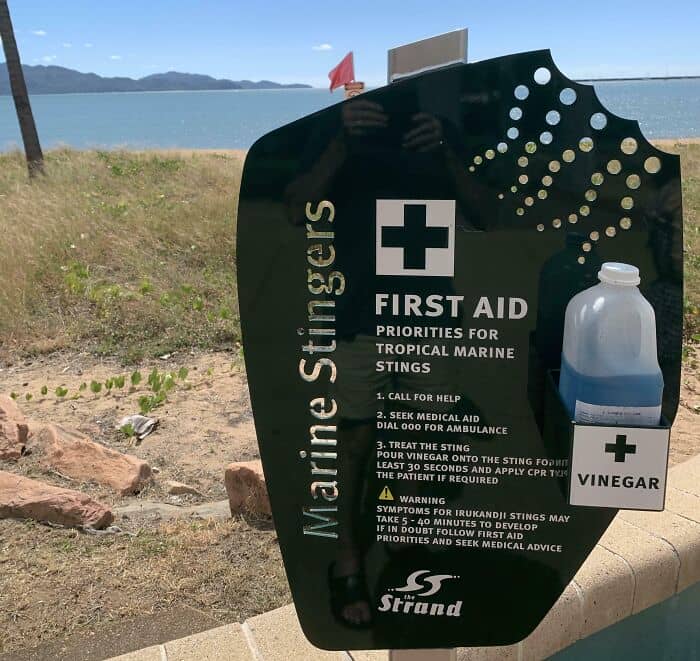 Marine Stingers
FIRST AID
PRIORITIES FOR
TROPICAL MARINE
STINGS
1. CALL FOR HELP
2. SEEK MEDICAL AID
DIAL 000 FOR AMBULANCE
3. TREAT THE STING
POUR VINEGAR ONTO THE STING FOR
LEAST 30 SECONDS AND APPLY CPR T
THE PATIENT IF REQUIRED
WARNING
SYMPTOMS FOR IRUKANDJI STINGS MAY
TAKE 5 - 40 MINUTES TO DEVELOP
IF IN DOUBT FOLLOW FIRST AID
PRIORITIES AND SEEK MEDICAL ADVICE
the
Strand
VINEGAR